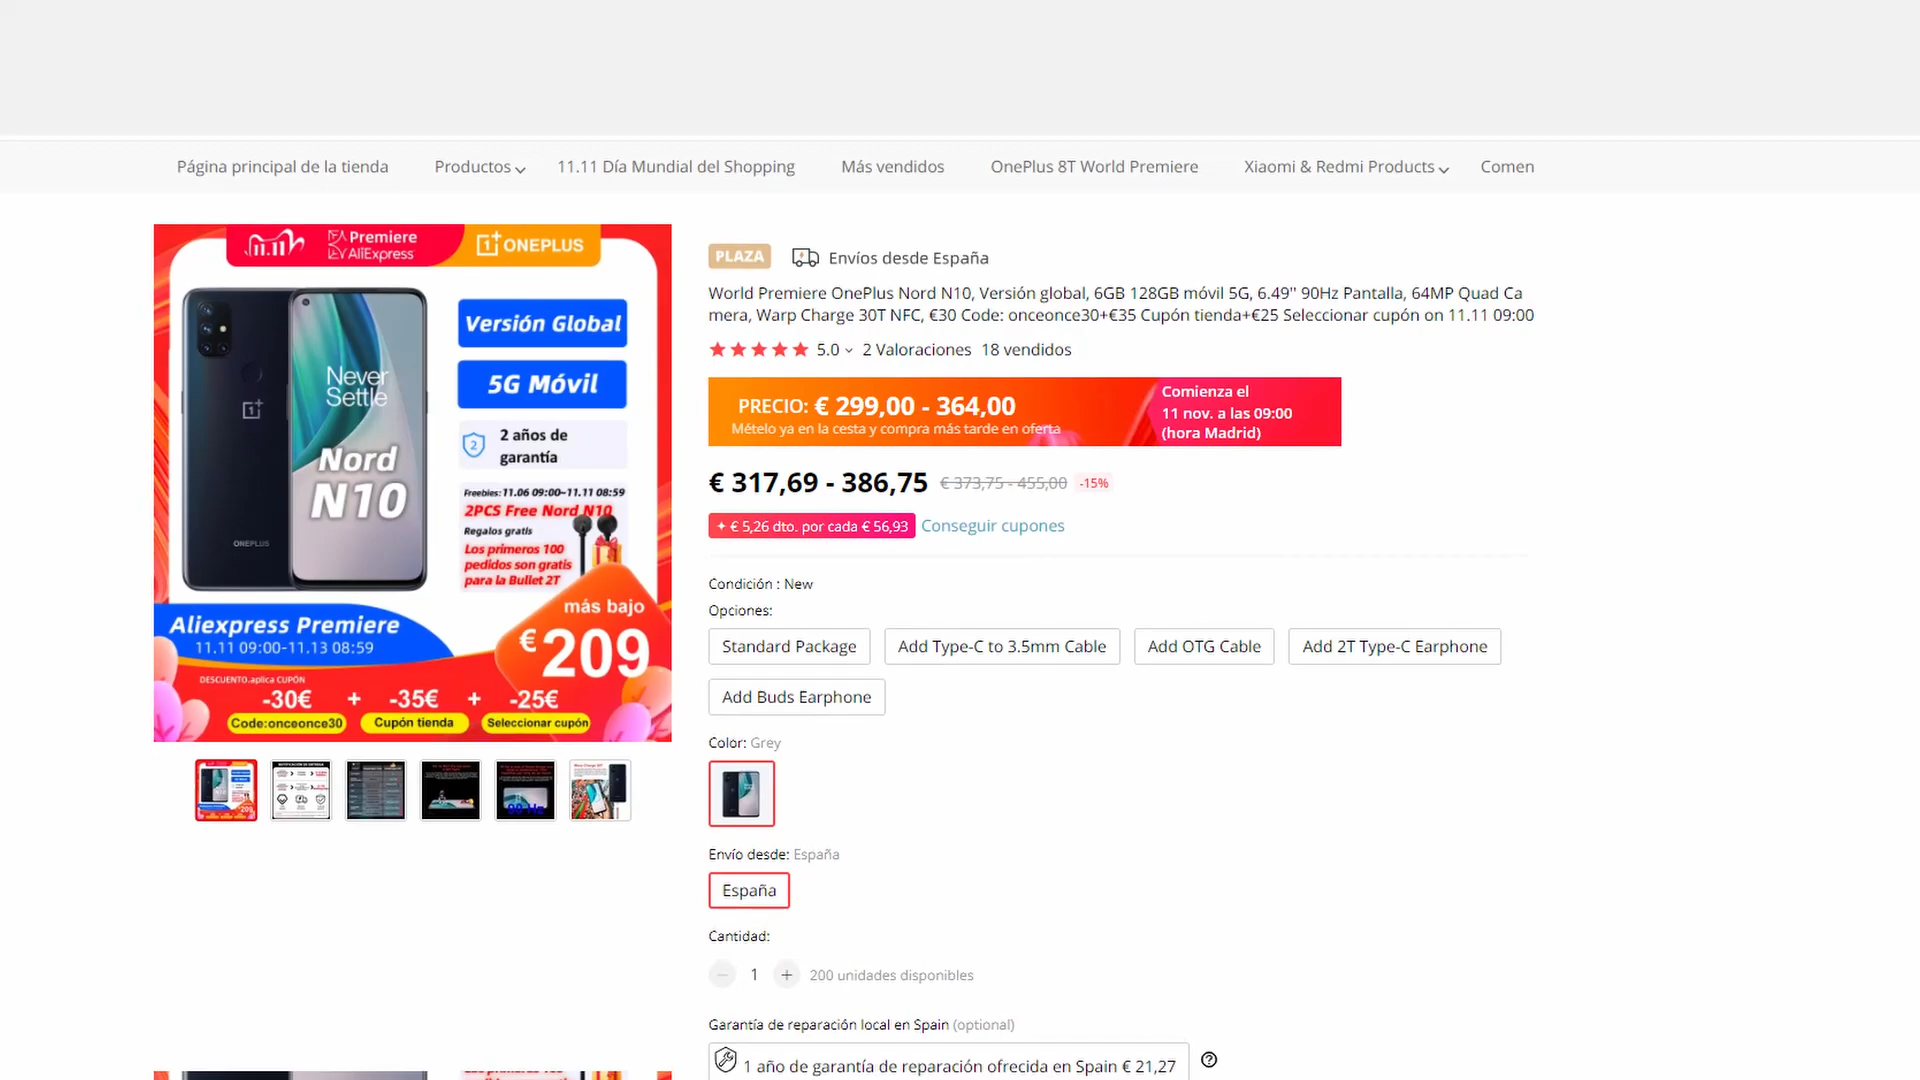 Página principal de la tienda
Productos
11.11 Día Mundial del Shopping
Más vendidos
OnePlus 8T World Premiere
Xiaomi & Redmi Products
Comen
11.11
Premiere
AliExpress
ONEPLUS
Versión Global
5G Móvil
Never
Settle
Nord
N10
ONEPLUS
2
2 años de
garantía
Freebies: 11.06 09:00~11.11 08:59
2PCS Free Nord N10
Regalos gratis
Los primeros 100
pedidos son gratis
para la Bullet 2T
más bajo
€209
Aliexpress Premiere
11.11 09:00-11.13 08:59
DESCUENTO.aplica CUPÓN
-30€ + -35€ + -25€
Code:onceonce30
Cupón tienda
Seleccionar cupón
PLAZA
Envíos desde España
World Premiere OnePlus Nord N10, Versión global, 6GB 128GB móvil 5G, 6.49'' 90Hz Pantalla, 64MP Quad Ca
mera, Warp Charge 30T NFC, €30 Code: onceonce30+€35 Cupón tienda+€25 Seleccionar cupón on 11.11 09:00
5.0
2 Valoraciones
18 vendidos
PRECIO: € 299,00 - 364,00
Mételo ya en la cesta y compra más tarde en oferta
Comienza el
11 nov. a las 09:00
(hora Madrid)
€ 317,69 - 386,75
€ 373,75 - 455,00
-15%
€ 5,26 dto. por cada € 56,93
Conseguir cupones
Condición : New
Opciones:
Standard Package
Add Type-C to 3.5mm Cable
Add OTG Cable
Add 2T Type-C Earphone
Add Buds Earphone
Color: Grey
Envío desde: España
España
Cantidad:
− 1 +
200 unidades disponibles
Garantía de reparación local en Spain (optional)
1 año de garantía de reparación ofrecida en Spain € 21,27